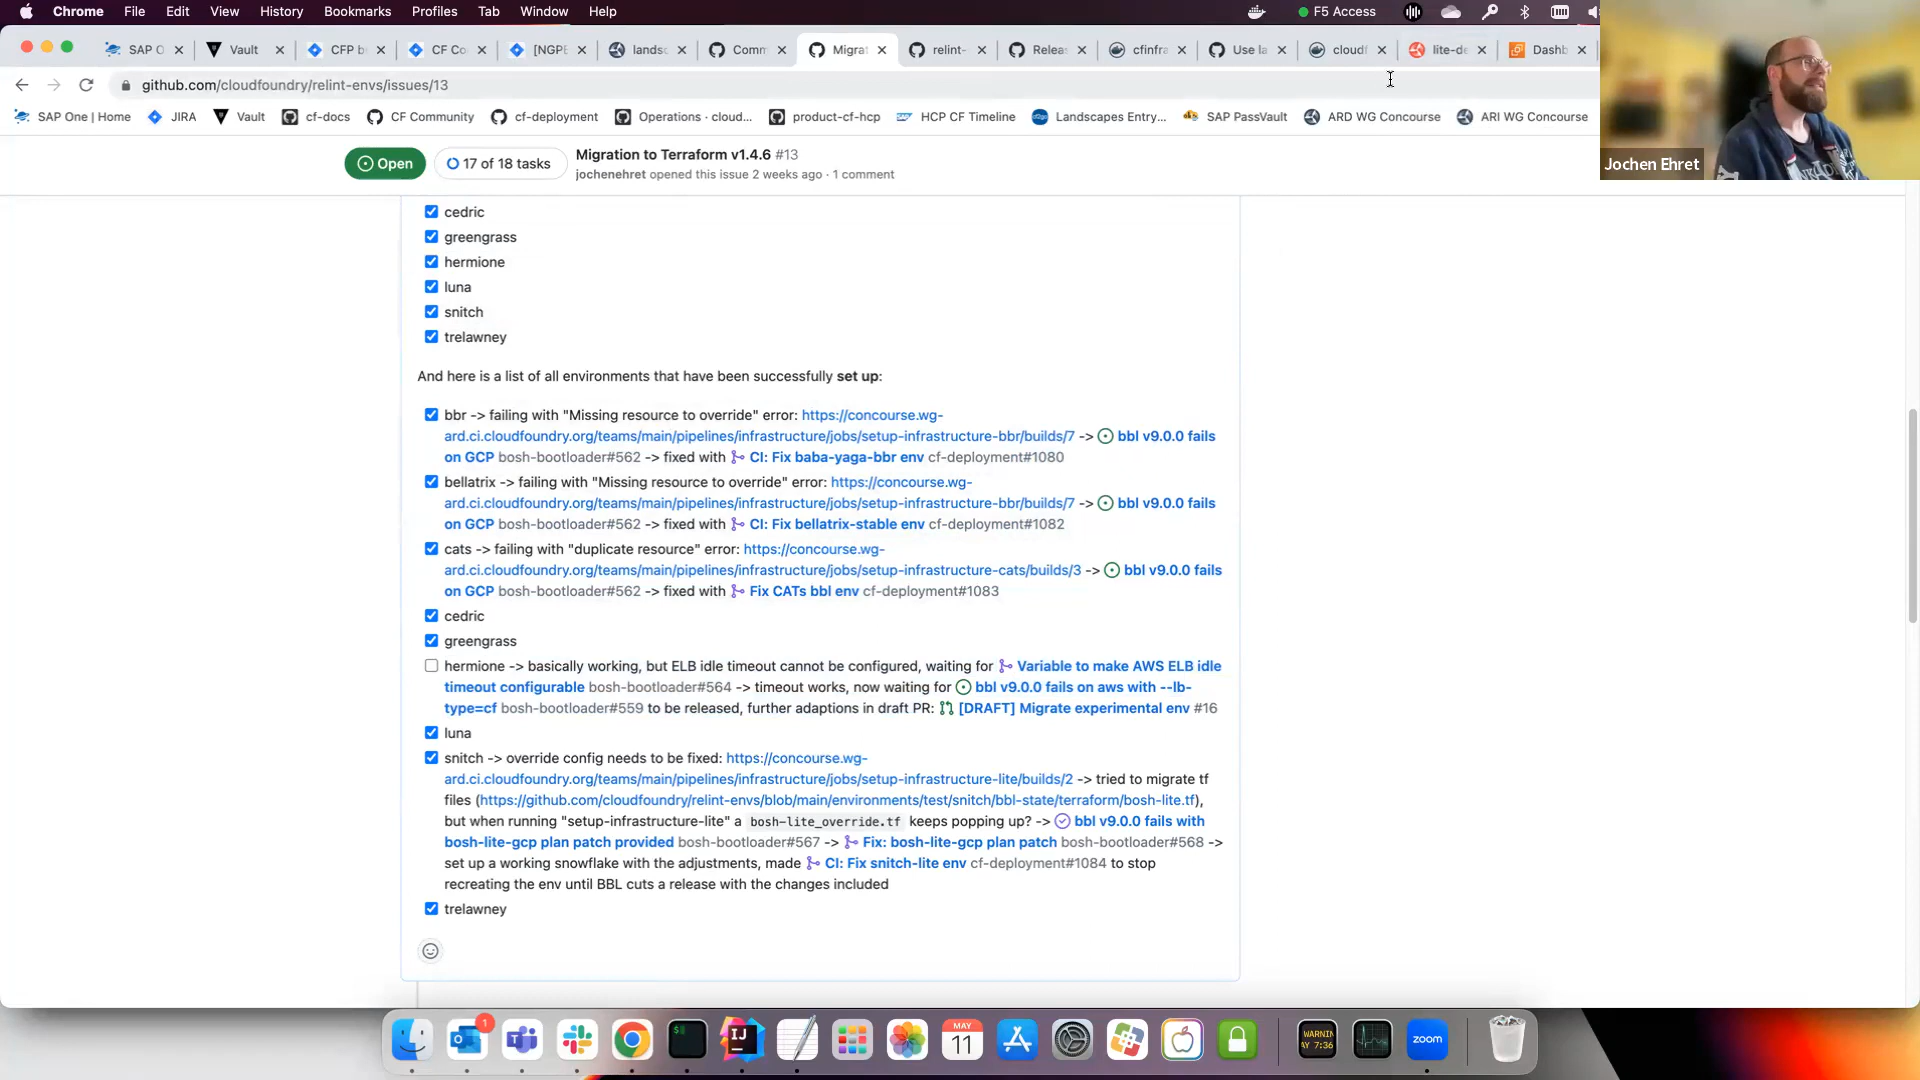 Chrome File Edit View History Bookmarks Profiles Tab Window Help F5 Access
SAP O Vault CFP b CF Co [NGPE landsc Comm Migrat relint- Relea cfinfra Use la cloudf lite-de Dashb
github.com/cloudfoundry/relint-envs/issues/13
SAP One | Home JIRA Vault cf-docs CF Community cf-deployment Operations · cloud... product-cf-hcp HCP CF Timeline Landscapes Entry... SAP PassVault ARD WG Concourse ARI WG Concourse
Jochen Ehret
Open 17 of 18 tasks Migration to Terraform v1.4.6 #13
jochenehret opened this issue 2 weeks ago · 1 comment
cedric
greengrass
hermione
luna
snitch
trelawney
And here is a list of all environments that have been successfully set up:
bbr -> failing with "Missing resource to override" error: https://concourse.wg-
ard.ci.cloudfoundry.org/teams/main/pipelines/infrastructure/jobs/setup-infrastructure-bbr/builds/7 -> bbl v9.0.0 fails
on GCP bosh-bootloader#562 -> fixed with CI: Fix baba-yaga-bbr env cf-deployment#1080
bellatrix -> failing with "Missing resource to override" error: https://concourse.wg-
ard.ci.cloudfoundry.org/teams/main/pipelines/infrastructure/jobs/setup-infrastructure-bbr/builds/7 -> bbl v9.0.0 fails
on GCP bosh-bootloader#562 -> fixed with CI: Fix bellatrix-stable env cf-deployment#1082
cats -> failing with "duplicate resource" error: https://concourse.wg-
ard.ci.cloudfoundry.org/teams/main/pipelines/infrastructure/jobs/setup-infrastructure-cats/builds/3 -> bbl v9.0.0 fails
on GCP bosh-bootloader#562 -> fixed with Fix CATs bbl env cf-deployment#1083
cedric
greengrass
hermione -> basically working, but ELB idle timeout cannot be configured, waiting for Variable to make AWS ELB idle
timeout configurable bosh-bootloader#564 -> timeout works, now waiting for bbl v9.0.0 fails on aws with --lb-
type=cf bosh-bootloader#559 to be released, further adaptions in draft PR: [DRAFT] Migrate experimental env #16
luna
snitch -> override config needs to be fixed: https://concourse.wg-
ard.ci.cloudfoundry.org/teams/main/pipelines/infrastructure/jobs/setup-infrastructure-lite/builds/2 -> tried to migrate tf
files (https://github.com/cloudfoundry/relint-envs/blob/main/environments/test/snitch/bbl-state/terraform/bosh-lite.tf),
but when running "setup-infrastructure-lite" a bosh-lite_override.tf keeps popping up? -> bbl v9.0.0 fails with
bosh-lite-gcp plan patch provided bosh-bootloader#567 -> Fix: bosh-lite-gcp plan patch bosh-bootloader#568 ->
set up a working snowflake with the adjustments, made CI: Fix snitch-lite env cf-deployment#1084 to stop
recreating the env until BBL cuts a release with the changes included
trelawney
1
MAY
11
WARNIN
AY 7:36
zoom